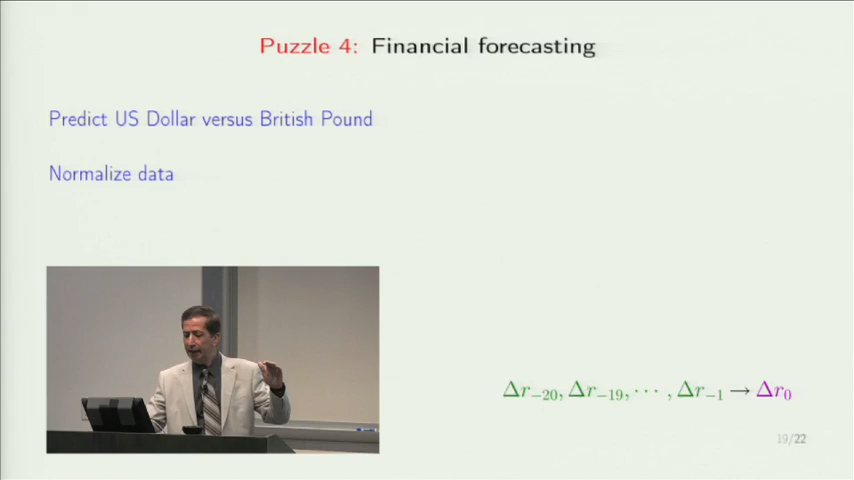 Puzzle 4: Financial forecasting
Predict US Dollar versus British Pound
Normalize data
Δr₋₂₀, Δr₋₁₉, ⋯ , Δr₋₁ → Δr₀
19/22